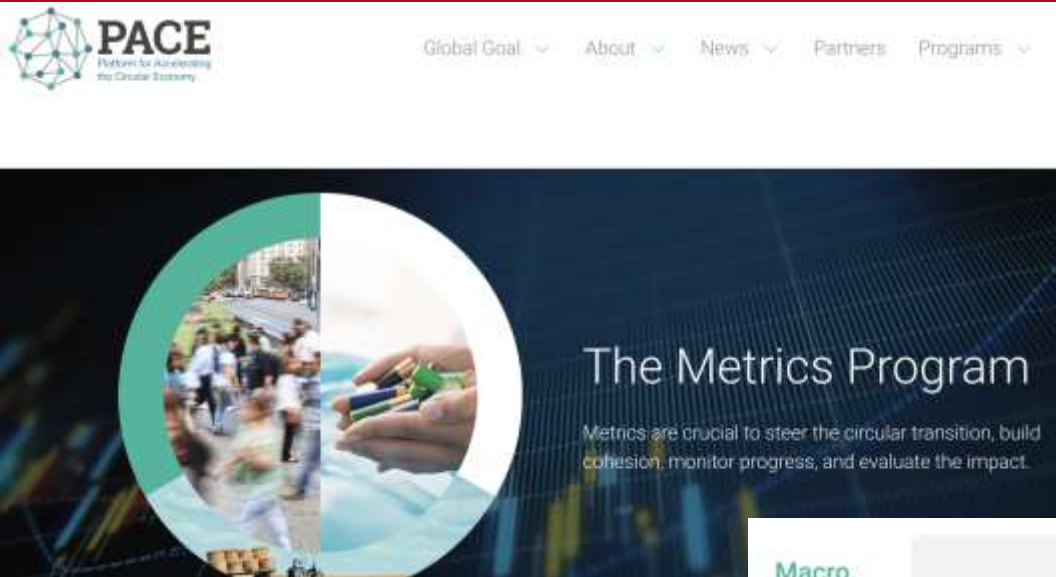 PACE
Platform for Accelerating
the Circular Economy
Global Goal About News Partners Programs
The Metrics Program
Metrics are crucial to steer the circular transition, build
cohesion, monitor progress, and evaluate the impact.
Macro